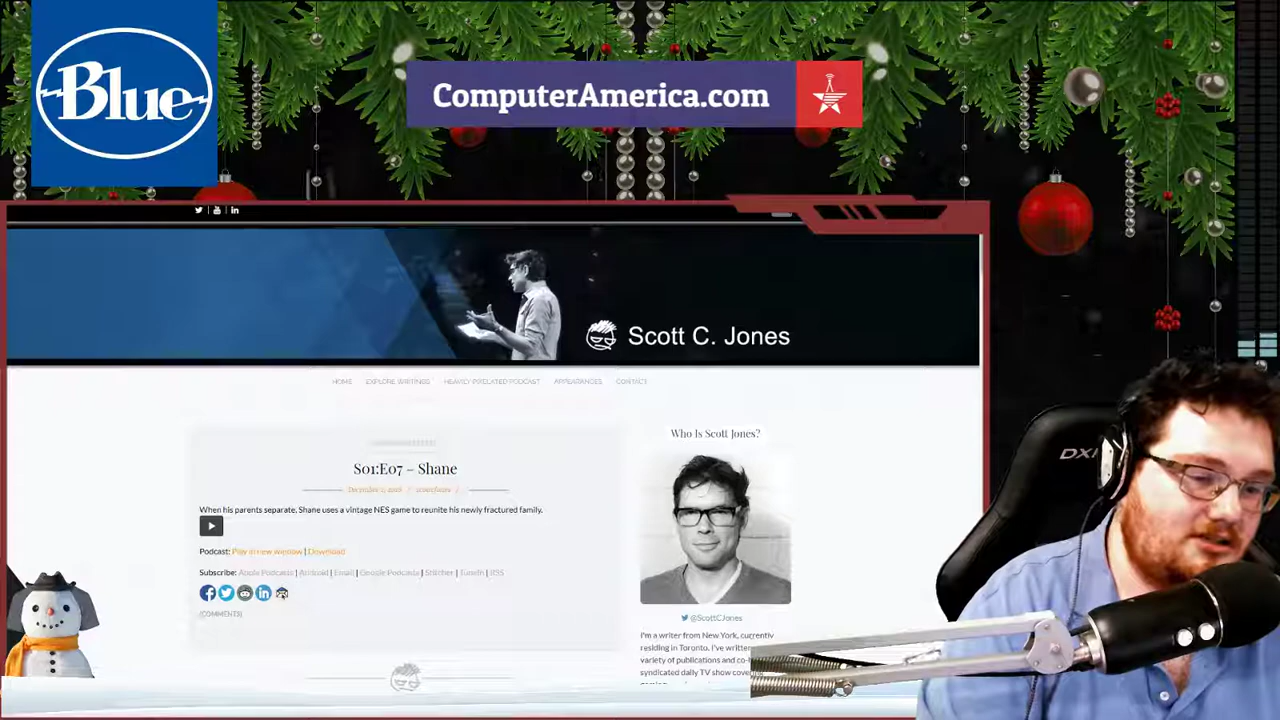 Blue
ComputerAmerica.com
Scott C. Jones
HOME EXPLORE WRITINGS HEAVILY PIXELATED PODCAST APPEARANCES CONTACT
S01:E07 – Shane
When his parents separate, Shane uses a vintage NES game to reunite his newly fractured family.
Podcast: Play in new window | Download
Subscribe: Apple Podcasts | Android | Email | Google Podcasts | Stitcher | TuneIn | RSS
(COMMENTS)
Who Is Scott Jones?
@ScottCJones
I'm a writer from New York, currently
residing in Toronto. I've written
variety of publications and co-
syndicated daily TV show
DX